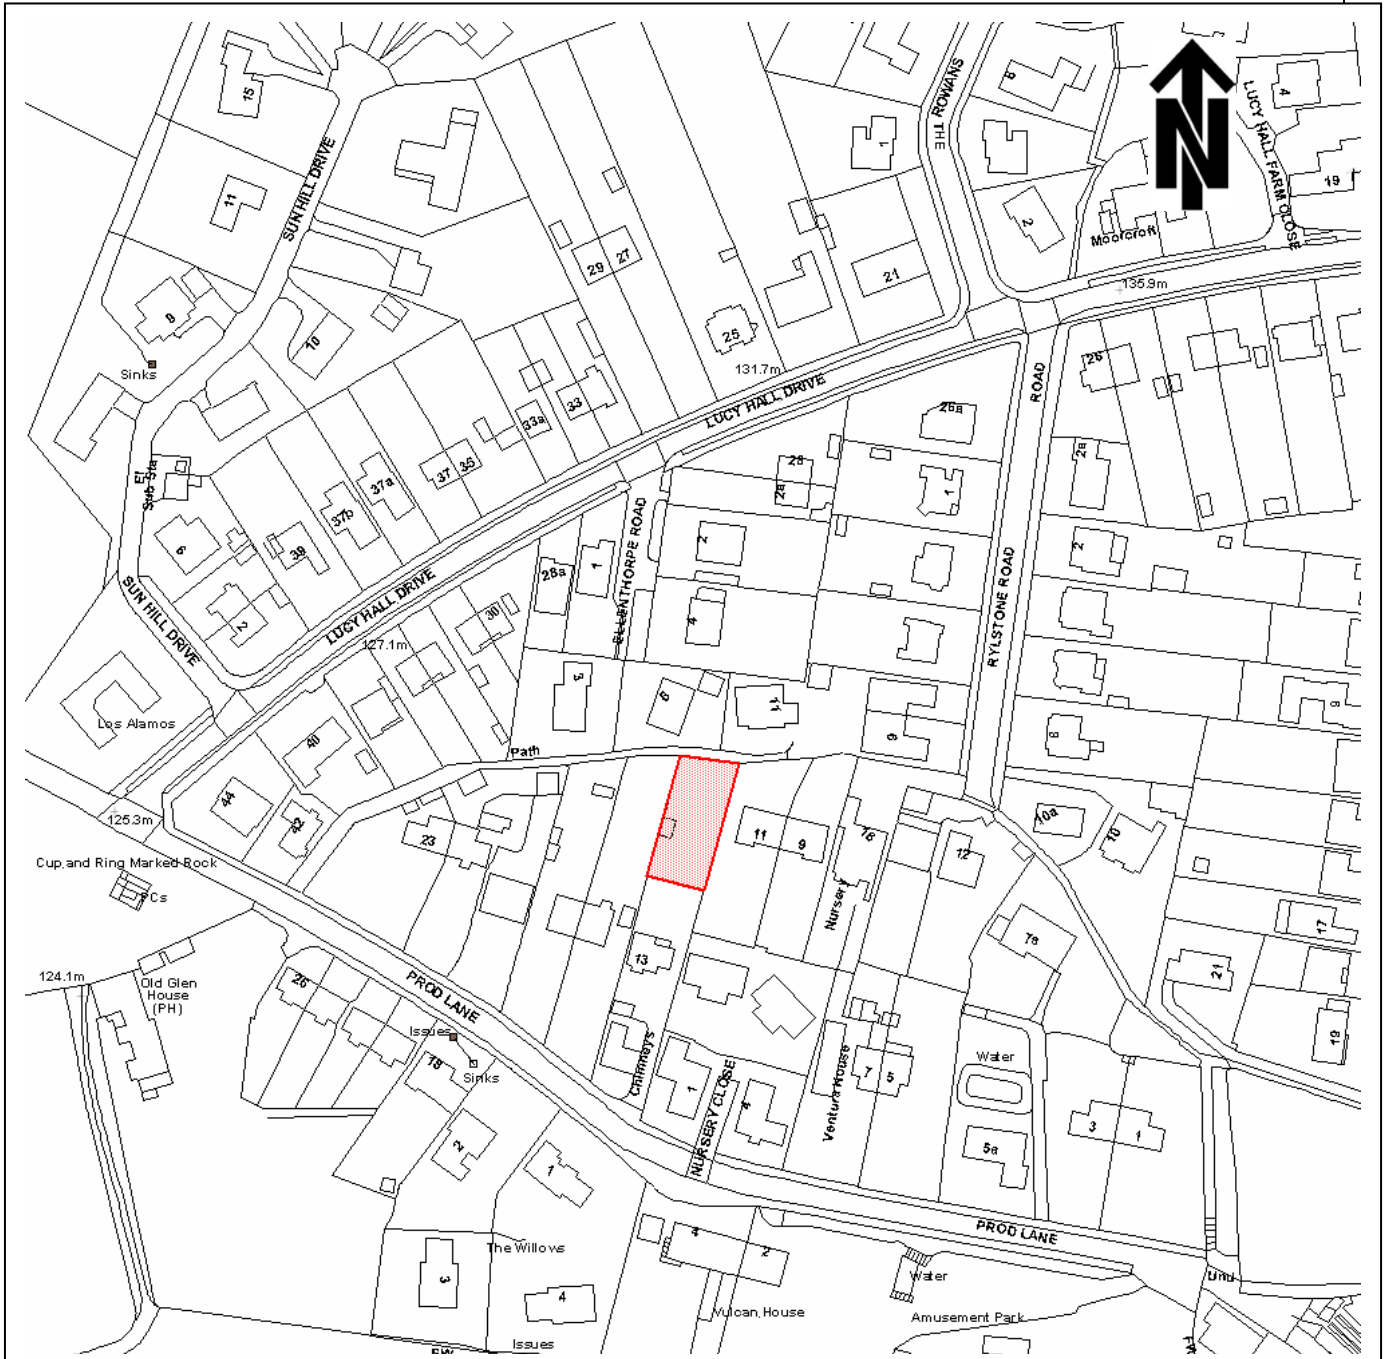 N
15
SUN HILL DRIVE
11
THE ROWANS
8
4
LUCY HALL FARM CLOSE
19
1
2
Moorcroft
135.9m
29
27
21
25
9
10
Sinks
131.7m
LUCY HALL DRIVE
33
33a
ROAD
26
26a
37
35
37a
37b
39
El
Sub Sta
6
2
28
2a
1
2a
2
2
SUN HILL DRIVE
LUCY HALL DRIVE
127.1m
28a
1
ELLENTHORPE ROAD
30
4
RYLSTONE ROAD
3
6
11
6
8
Los Alamos
40
Path
44
42
125.3m
23
11
9
16
12
10a
10
Cup and Ring Marked Rock
PCs
Nursery
7a
17
13
21
124.1m
Old Glen
House
(PH)
26
PROD LANE
Issues
18
Sinks
Chimneys
1
NURSERY CLOSE
4
Ventura House
7
5
Water
5a
3
1
19
2
1
PROD LANE
The Willows
3
4
Issues
4
2
Vulcan House
Water
Amusement Park
Und
FW